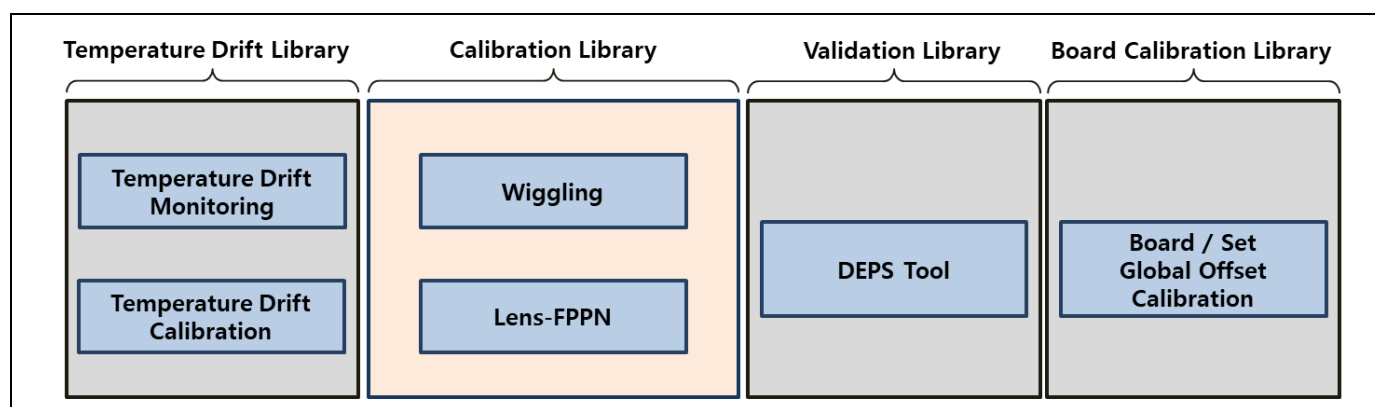 Temperature Drift Library
Calibration Library
Validation Library
Board Calibration Library
Temperature Drift
Monitoring
Temperature Drift
Calibration
Wiggling
Lens-FPPN
DEPS Tool
Board / Set
Global Offset
Calibration